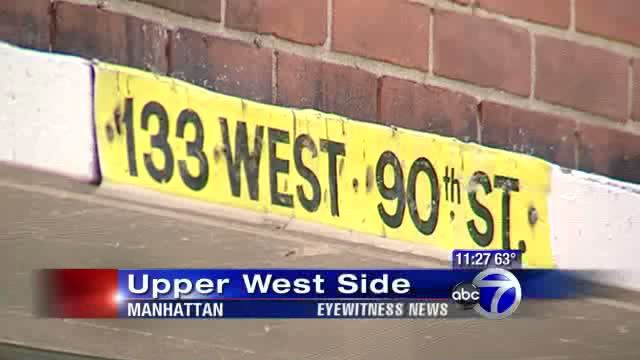 133 WEST • 90th ST.
11:27 63°
Upper West Side
abc 7
MANHATTAN
EYEWITNESS NEWS